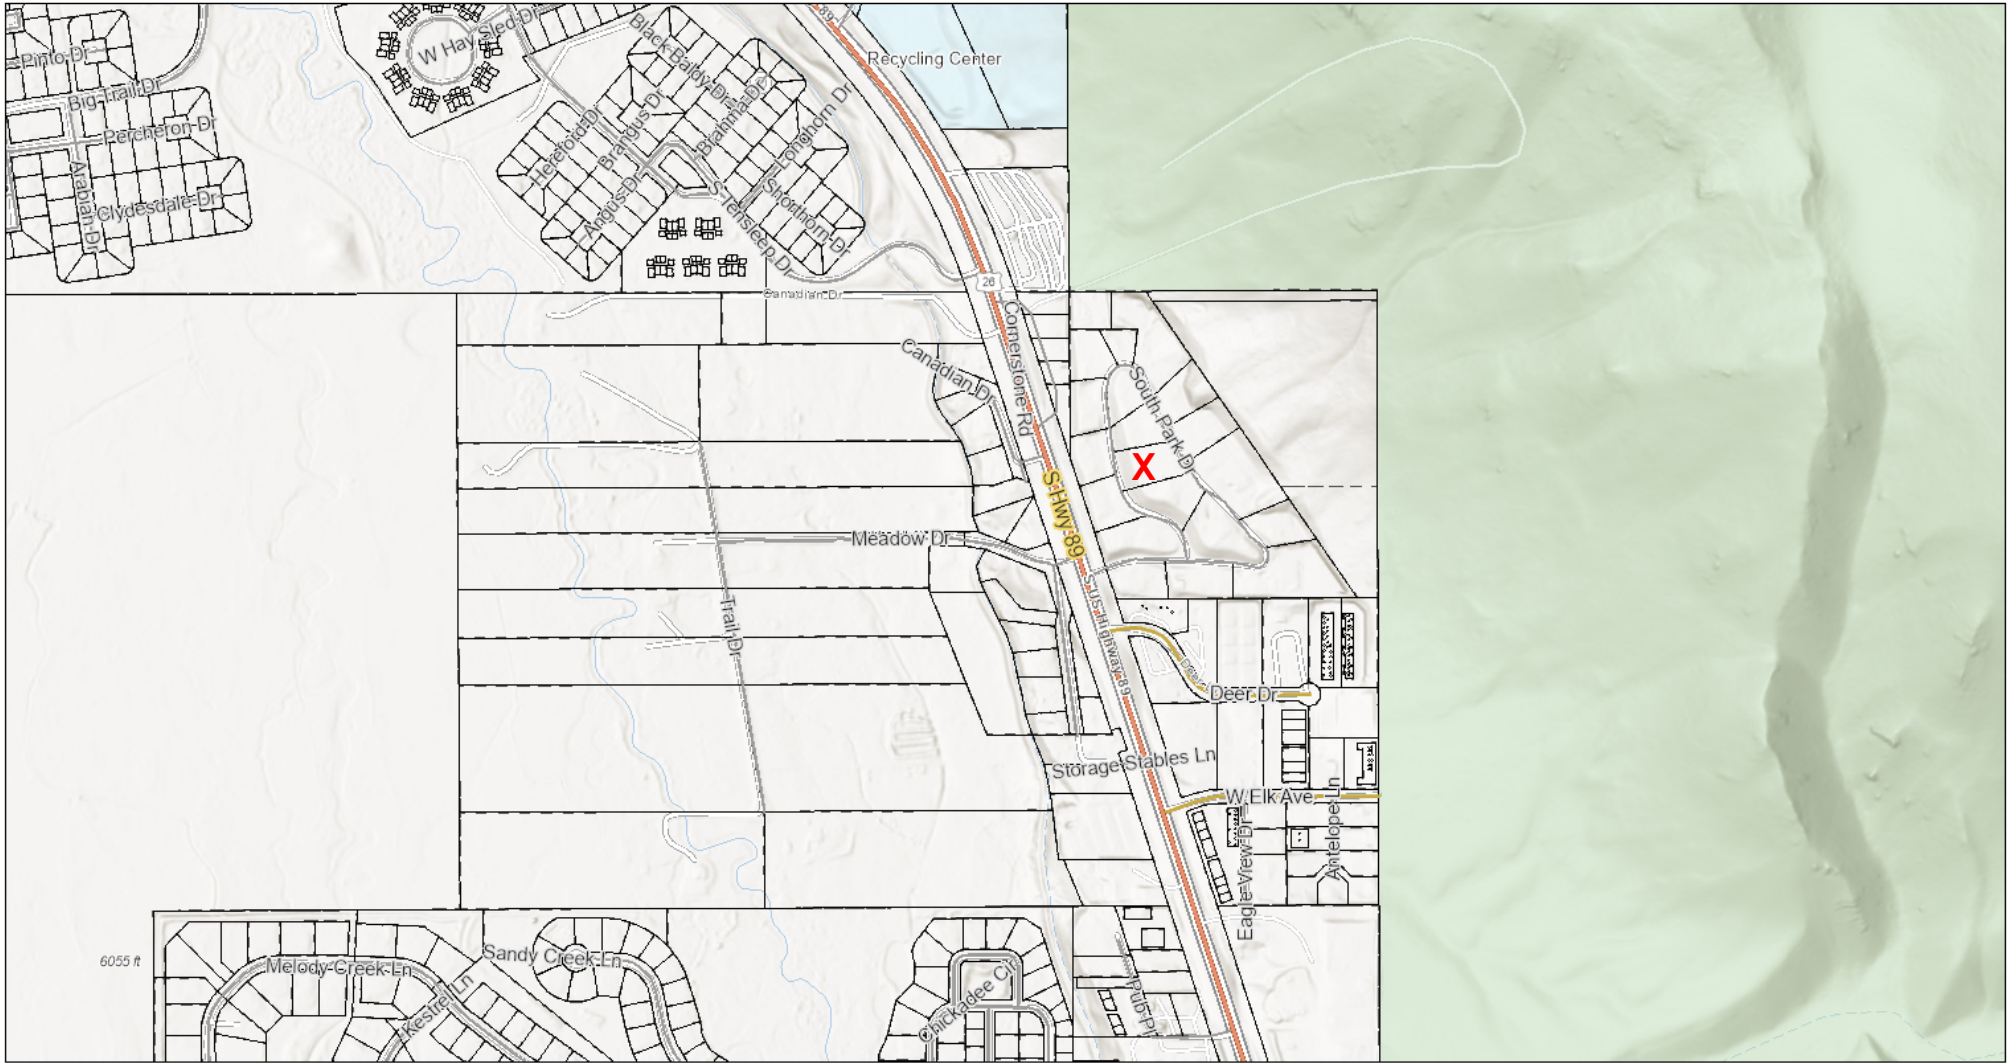 89
W Hay Sled Dr
Black Baldy Dr
Pinto Dr
Recycling Center
Big Trail Dr
Brahma Dr
Longhorn Dr
Brangus Dr
Hereford Dr
Percheron Dr
Arabian Dr
Clydesdale Dr
Angus Dr
S Tensleep Dr
Shorthorn Dr
26
Canadian Dr
Cornerstone Rd
Canadian Dr
South Park Dr
X
S Hwy 89
Meadow Dr
S US Highway 89
Trail Dr
Deer Dr
Storage Stables Ln
W Elk Ave
Eagle View Dr
Antelope Ln
6055 ft
Melody Creek Ln
Sandy Creek Ln
Kestrel Ln
Chickadee Cir
Pub Pl